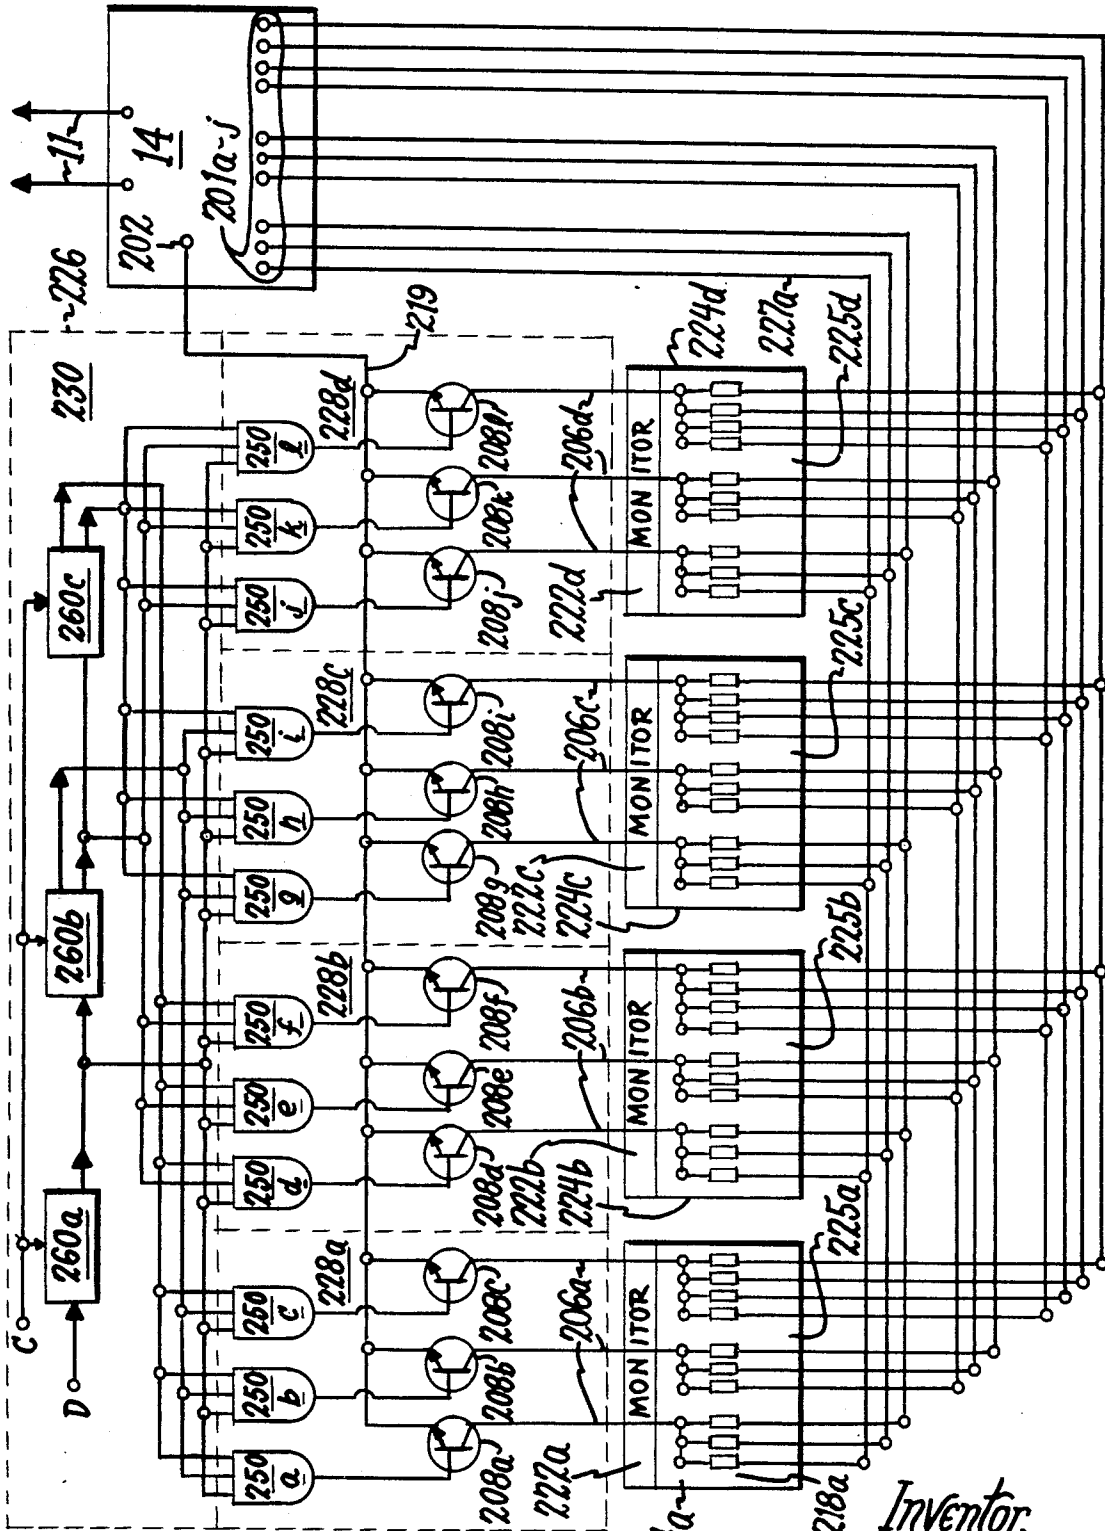 11
14
201a-j
202
226
230
219
260c
260b
260a
C
D
250 l
250 k
250 j
250 i
250 h
250 g
250 f
250 e
250 d
250 c
250 b
250 a
228d
228c
228b
228a
208l
208k
208j
208i
208h
208g
208f
208e
208d
208c
208b
208a
206d
206c
206b
206a
222d
222c
222b
222a
224d
224c
224b
227a
225d
225c
225b
225a
MONITOR
MONITOR
MONITOR
MONITOR
218a
Inventor.